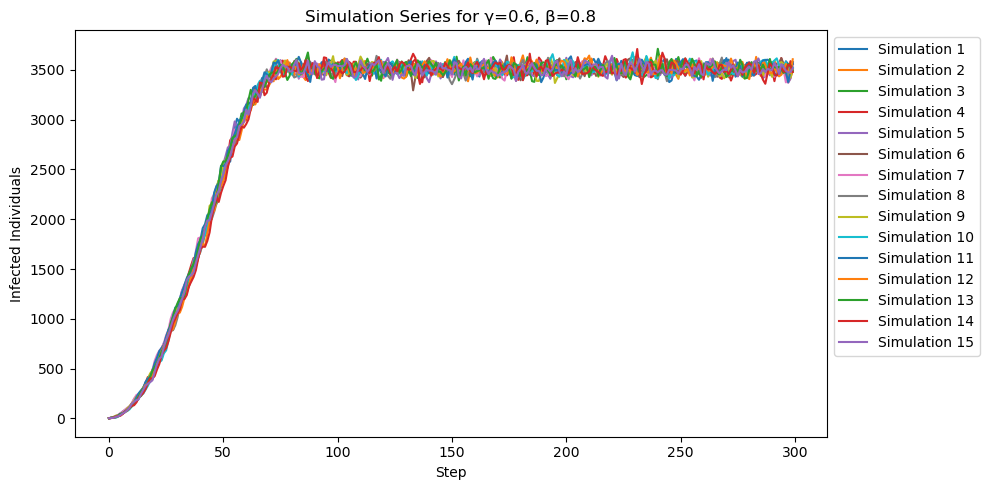 Simulation Series for γ=0.6, β=0.8
Infected Individuals
3500
3000
2500
2000
1500
1000
500
0
0
50
100
150
200
250
300
Step
Simulation 1
Simulation 2
Simulation 3
Simulation 4
Simulation 5
Simulation 6
Simulation 7
Simulation 8
Simulation 9
Simulation 10
Simulation 11
Simulation 12
Simulation 13
Simulation 14
Simulation 15